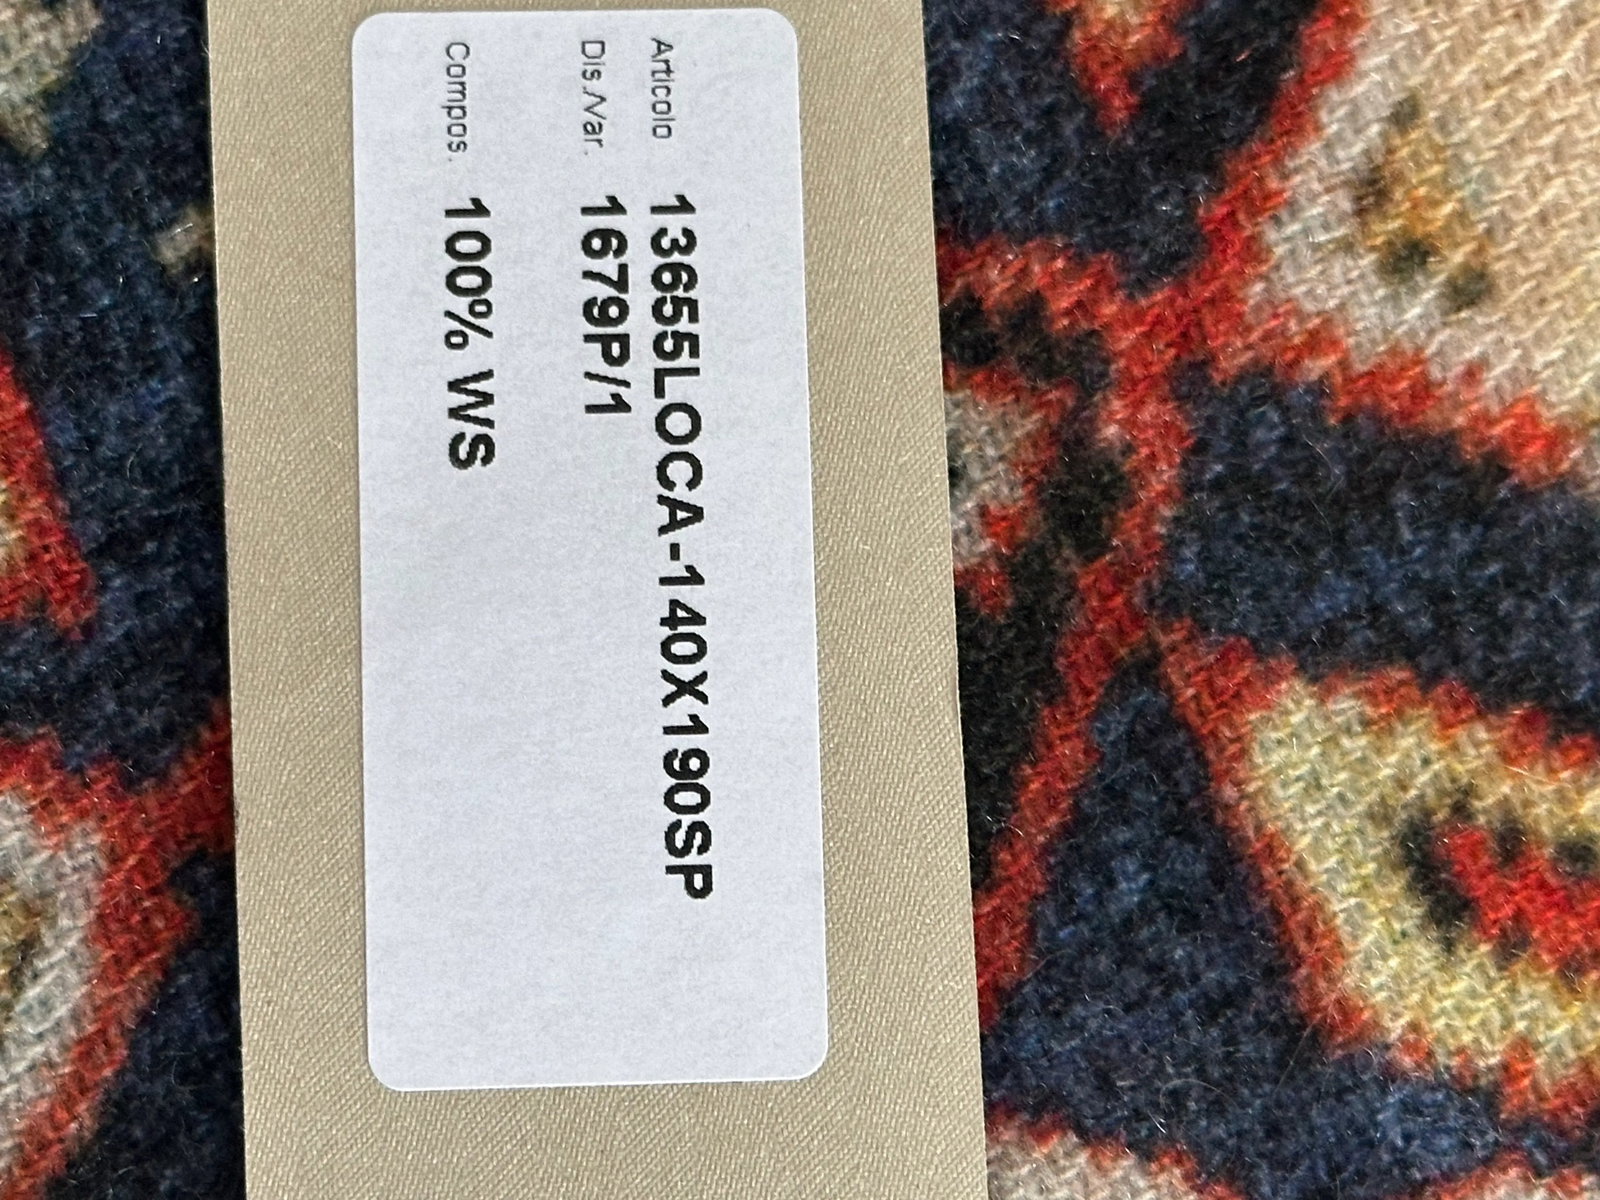 Articolo 13655LOCA-140X190SP
Dis./Var. 1679P/1
Compos. 100% WS